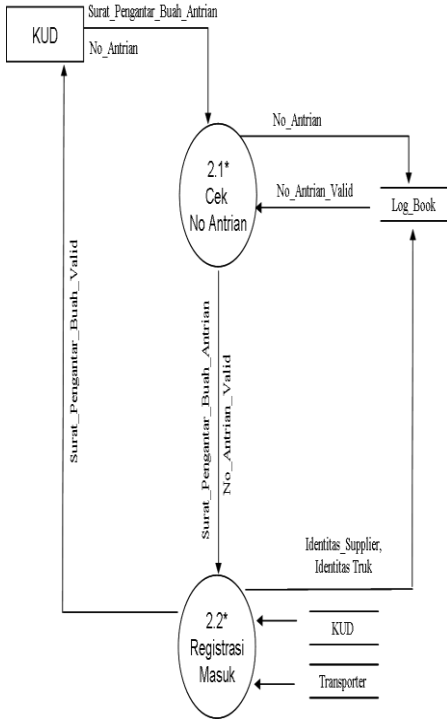 Surat_Pengantar_Buah_Antrian
KUD
No_Antrian
No_Antrian
2.1*
Cek
No Antrian
No_Antrian_Valid
Log_Book
Surat_Pengantar_Buah_Valid
Surat_Pengantar_Buah_Antrian
No_Antrian_Valid
Identitas_Supplier,
Identitas Truk
2.2*
Registrasi
Masuk
KUD
Transporter